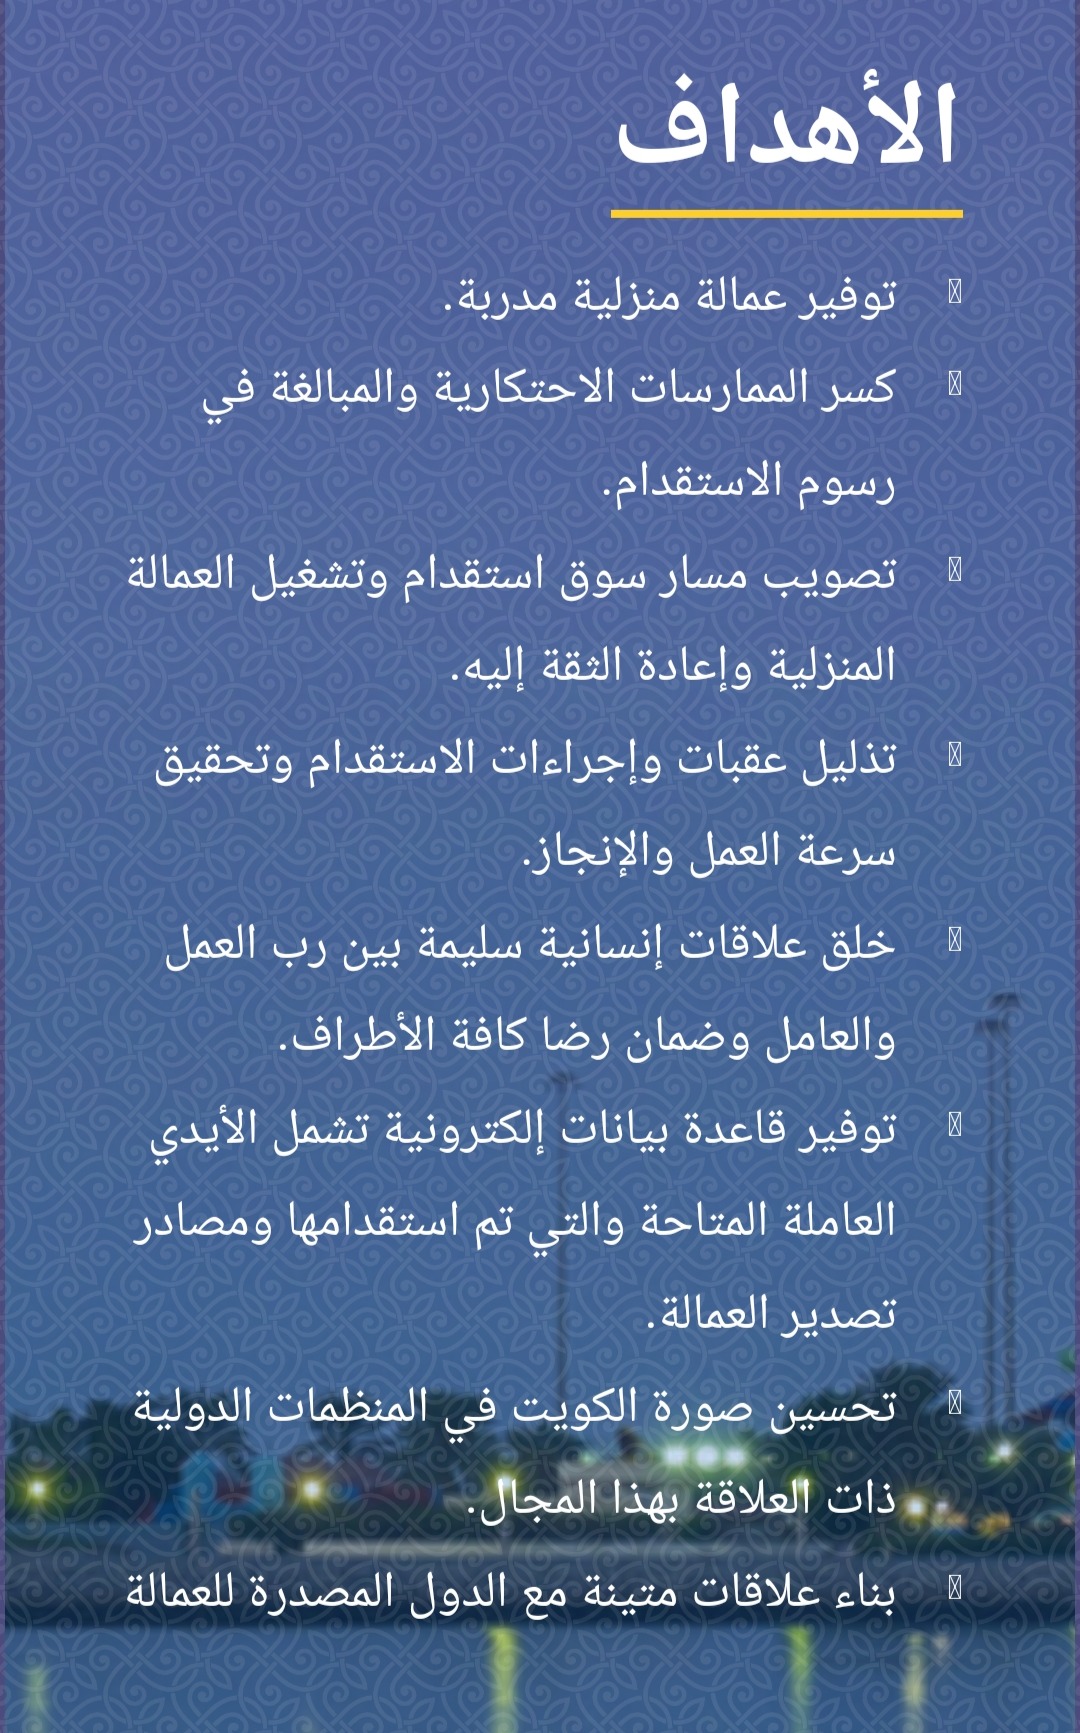 الأهداف
توفير عمالة منزلية مدربة.
كسر الممارسات الاحتكارية والمبالغة في
رسوم الاستقدام.
تصويب مسار سوق استقدام وتشغيل العمالة
المنزلية وإعادة الثقة إليه.
تذليل عقبات وإجراءات الاستقدام وتحقيق
سرعة العمل والإنجاز.
خلق علاقات إنسانية سليمة بين رب العمل
والعامل وضمان رضا كافة الأطراف.
توفير قاعدة بيانات إلكترونية تشمل الأيدي
العاملة المتاحة والتي تم استقدامها ومصادر
تصدير العمالة.
تحسين صورة الكويت في المنظمات الدولية
ذات العلاقة بهذا المجال.
بناء علاقات متينة مع الدول المصدرة للعمالة